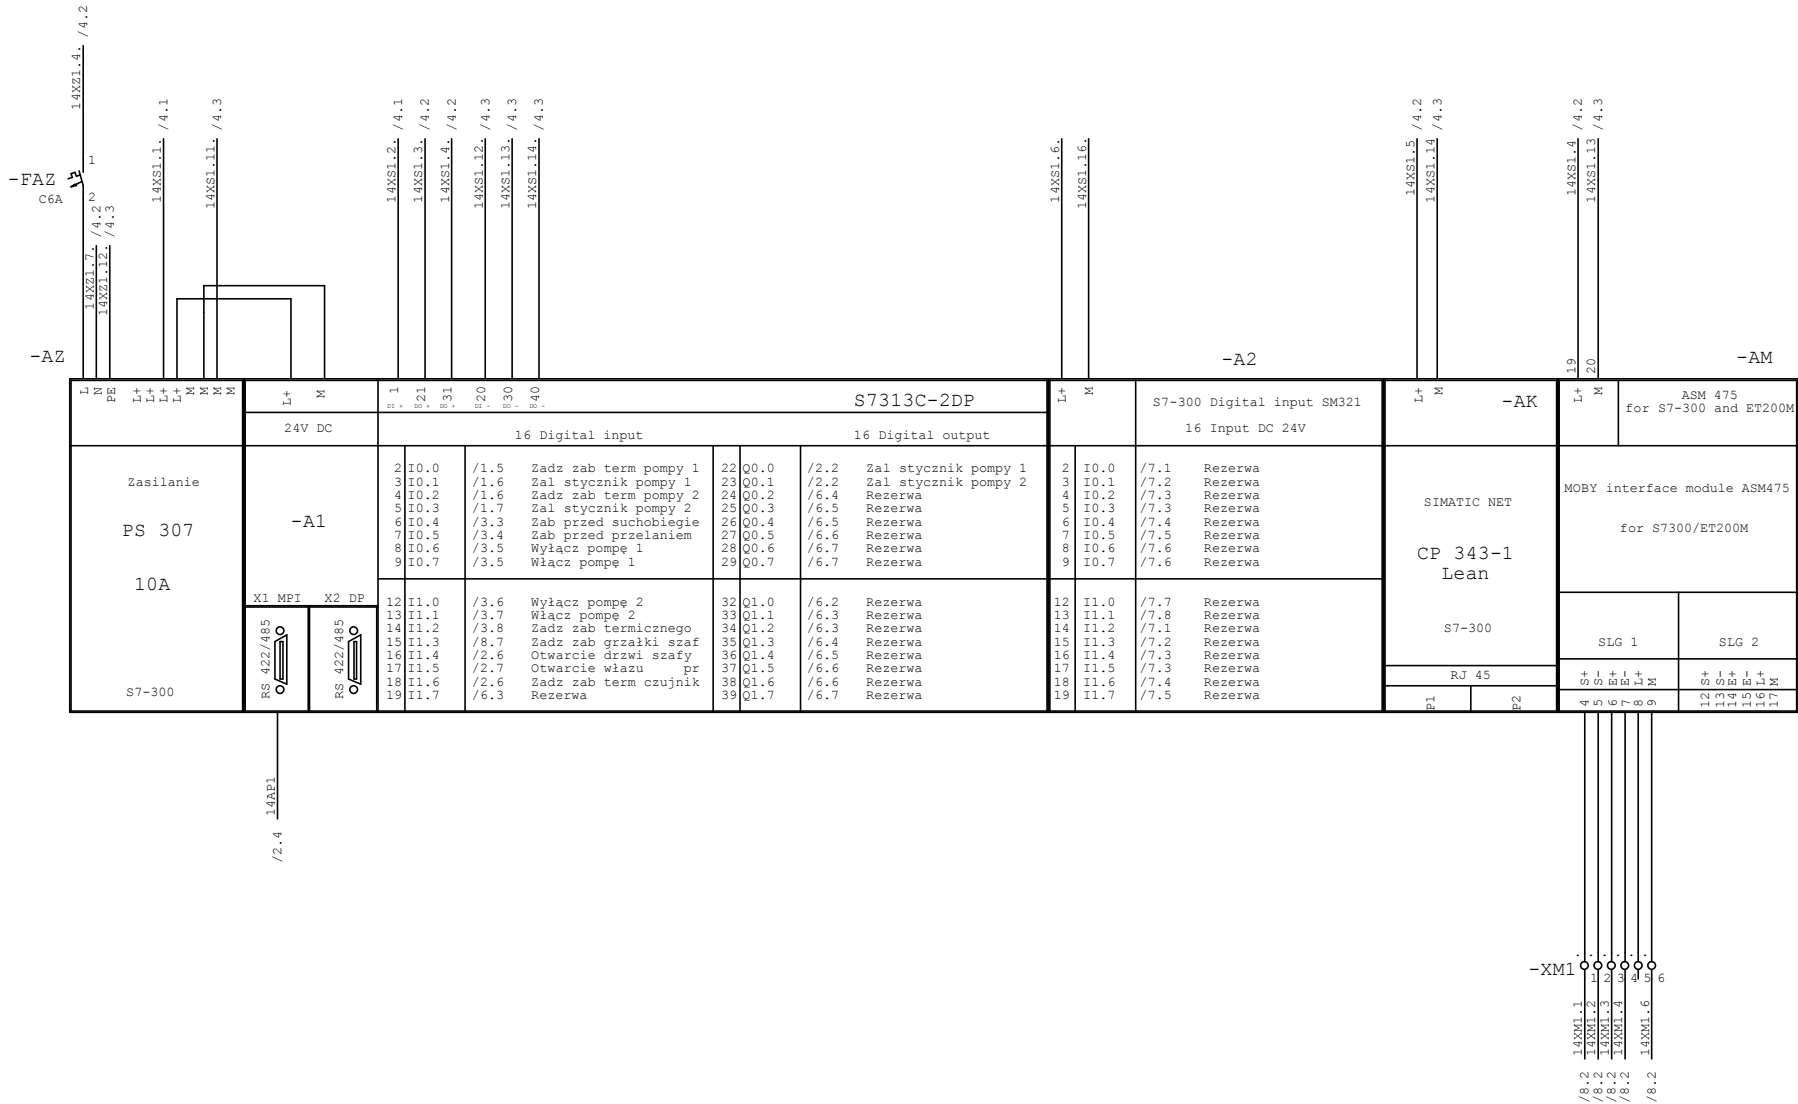 14XZ1.4. /4.2
-FAZ
C6A
1
2
14XZ1.7. /4.2
14XZ1.12. /4.3
14XS1.1. /4.1
14XS1.11. /4.3
14XS1.2. /4.1
14XS1.3. /4.2
14XS1.4. /4.2
14XS1.12. /4.3
14XS1.13. /4.3
14XS1.14. /4.3
14XS1.6.
14XS1.16.
14XS1.5 /4.2
14XS1.14 /4.3
14XS1.4 /4.2
14XS1.13 /4.3
19
20
-AZ
-A2
-AM
L
N
PE
L+
L+
L+
L+
M
M
M
M
Zasilanie
PS 307
10A
S7-300
L+
M
24V DC
-A1
X1 MPI
X2 DP
RS 422/485
RS 422/485
14AP1
/2.4
1
21
31
20
30
40
S7313C-2DP
16 Digital input
16 Digital output
2 I0.0 /1.5 Zadz zab term pompy 1 22 Q0.0 /2.2 Zal stycznik pompy 1
3 I0.1 /1.6 Zal stycznik pompy 1 23 Q0.1 /2.2 Zal stycznik pompy 2
4 I0.2 /1.6 Zadz zab term pompy 2 24 Q0.2 /6.4 Rezerwa
5 I0.3 /1.7 Zal stycznik pompy 2 25 Q0.3 /6.5 Rezerwa
6 I0.4 /3.3 Zab przed suchobiegie 26 Q0.4 /6.5 Rezerwa
7 I0.5 /3.4 Zab przed przelaniem 27 Q0.5 /6.6 Rezerwa
8 I0.6 /3.5 Wyłącz pompę 1 28 Q0.6 /6.7 Rezerwa
9 I0.7 /3.5 Włącz pompę 1 29 Q0.7 /6.7 Rezerwa
12 I1.0 /3.6 Wyłącz pompę 2 32 Q1.0 /6.2 Rezerwa
13 I1.1 /3.7 Włącz pompę 2 33 Q1.1 /6.3 Rezerwa
14 I1.2 /3.8 Zadz zab termicznego 34 Q1.2 /6.3 Rezerwa
15 I1.3 /8.7 Zadz zab grzałki szaf 35 Q1.3 /6.4 Rezerwa
16 I1.4 /2.6 Otwarcie drzwi szafy 36 Q1.4 /6.5 Rezerwa
17 I1.5 /2.7 Otwarcie włazu pr 37 Q1.5 /6.6 Rezerwa
18 I1.6 /2.6 Zadz zab term czujnik 38 Q1.6 /6.6 Rezerwa
19 I1.7 /6.3 Rezerwa 39 Q1.7 /6.7 Rezerwa
L+
M
S7-300 Digital input SM321
16 Input DC 24V
2 I0.0 /7.1 Rezerwa
3 I0.1 /7.2 Rezerwa
4 I0.2 /7.3 Rezerwa
5 I0.3 /7.3 Rezerwa
6 I0.4 /7.4 Rezerwa
7 I0.5 /7.5 Rezerwa
8 I0.6 /7.6 Rezerwa
9 I0.7 /7.6 Rezerwa
12 I1.0 /7.7 Rezerwa
13 I1.1 /7.8 Rezerwa
14 I1.2 /7.1 Rezerwa
15 I1.3 /7.2 Rezerwa
16 I1.4 /7.3 Rezerwa
17 I1.5 /7.3 Rezerwa
18 I1.6 /7.4 Rezerwa
19 I1.7 /7.5 Rezerwa
L+
M
-AK
SIMATIC NET
CP 343-1
Lean
S7-300
RJ 45
P1
P2
L+
M
ASM 475
for S7-300 and ET200M
MOBY interface module ASM475
for S7300/ET200M
SLG 1
SLG 2
4 S+
5 S-
6 E+
7 E-
8 L+
9 M
12 S+
13 S-
14 E+
15 E-
16 L+
17 M
-XM1
1
2
3
4
5
6
14XM1.1
14XM1.2
14XM1.3
14XM1.4
14XM1.6
/8.2
/8.2
/8.2
/8.2
/8.2